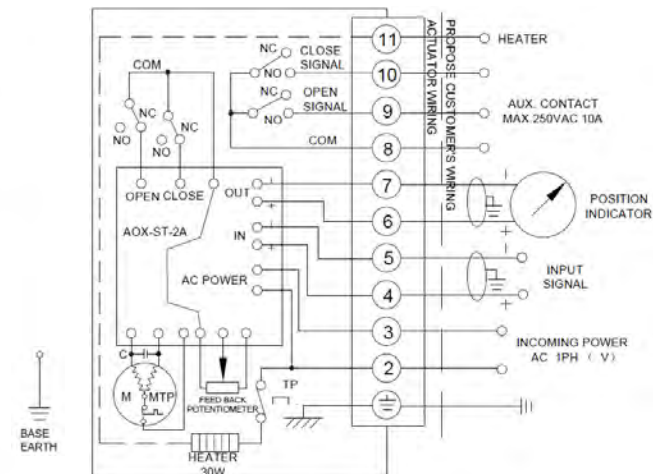 NC
CLOSE
SIGNAL
NO
COM
NC
OPEN
SIGNAL
NO
COM
NC
NO
NC
NO
OPEN CLOSE
OUT
- +
AOX-ST-2A
IN
- +
AC POWER
C
M
MTP
FEED BACK
POTENTIOMETER
TP
HEATER
30W
BASE
EARTH
11
10
9
8
7
6
5
4
3
2
ACTUATOR WIRING
PROPOSE CUSTOMER'S WIRING
HEATER
AUX. CONTACT
MAX.250VAC 10A
-
+
POSITION
INDICATOR
-
+
INPUT
SIGNAL
INCOMING POWER
AC 1PH ( V)